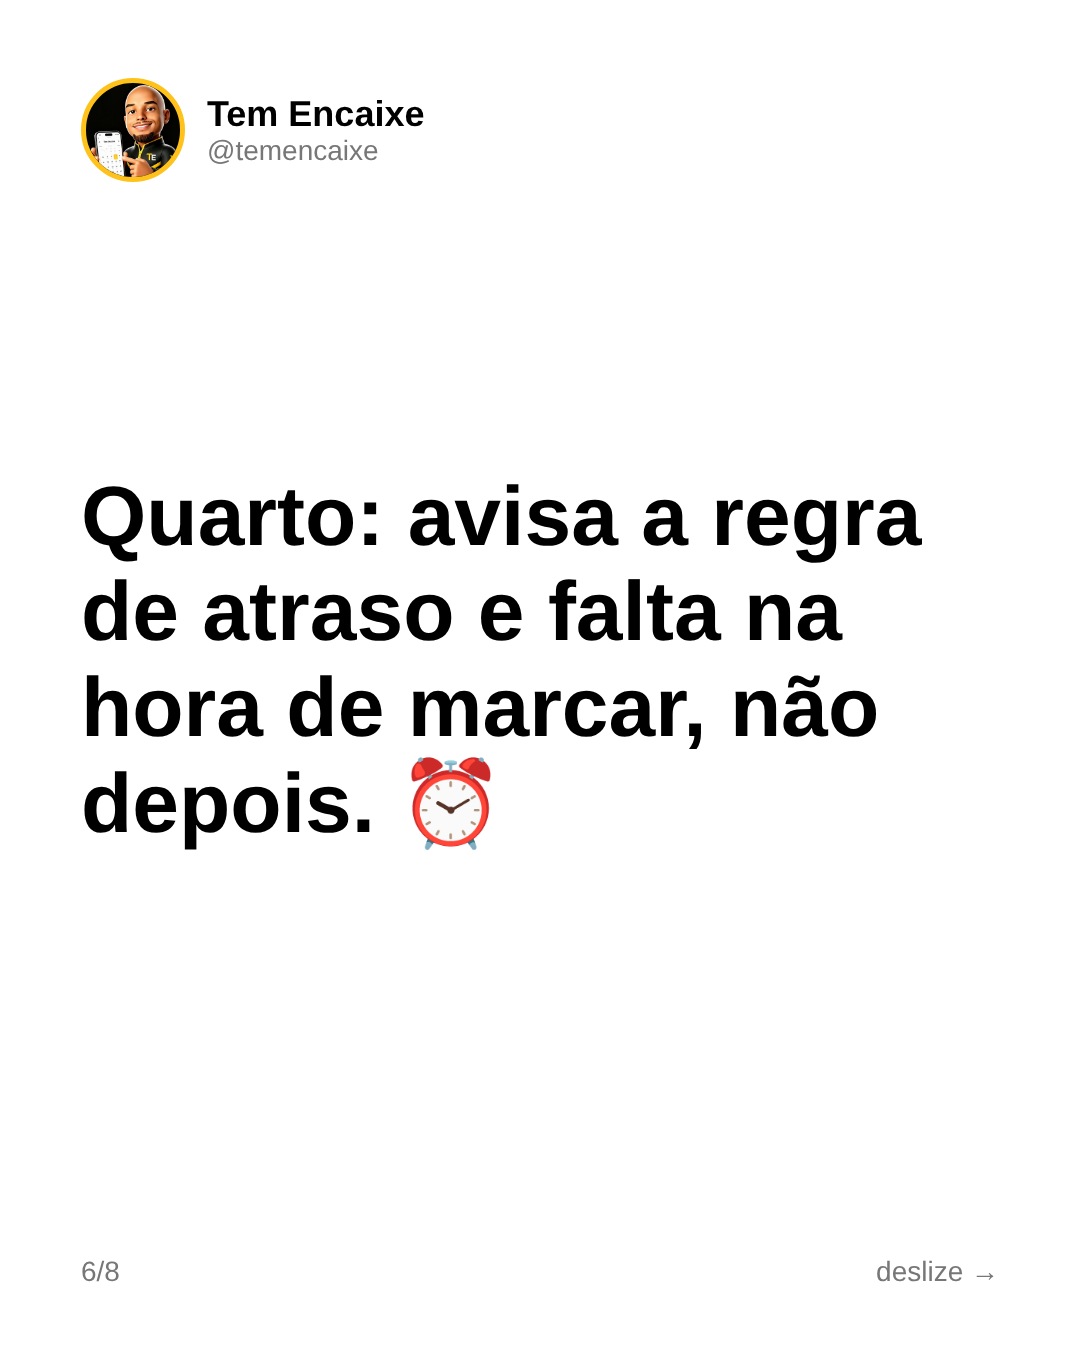 Tem Encaixe
@temencaixe
Quarto: avisa a regra
de atraso e falta na
hora de marcar, não
depois. ⏰
6/8
deslize →